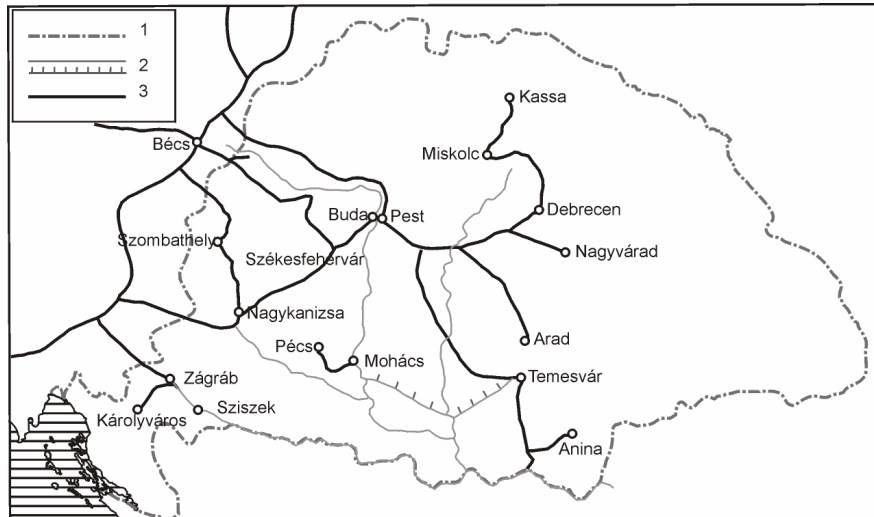 1
2
3
Kassa
Bécs
Miskolc
Debrecen
Buda
Pest
Szombathely
Székesfehérvár
Nagyvárad
Nagykanizsa
Pécs
Arad
Mohács
Zágráb
Temesvár
Károlyváros
Sziszek
Anina